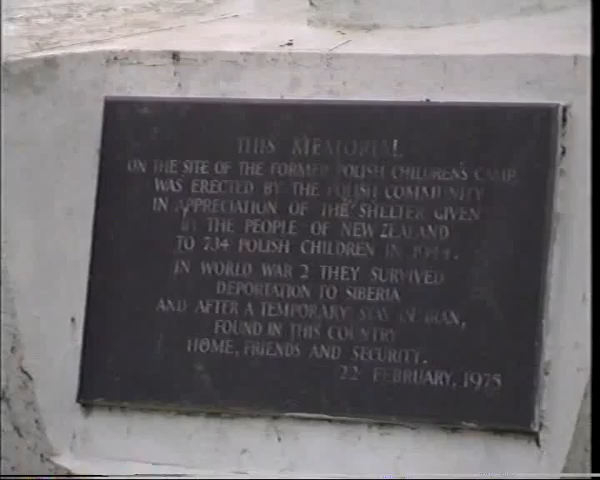 THIS MEMORIAL
ON THE SITE OF THE FORMER POLISH CHILDREN'S CAMP
WAS ERECTED BY THE POLISH COMMUNITY
IN APPRECIATION OF THE SHELTER GIVEN
BY THE PEOPLE OF NEW ZEALAND
TO 734 POLISH CHILDREN IN 1944.
IN WORLD WAR 2 THEY SURVIVED
DEPORTATION TO SIBERIA
AND AFTER A TEMPORARY STAY IN IRAN,
FOUND IN THIS COUNTRY
HOME, FRIENDS AND SECURITY.
22 FEBRUARY, 1975